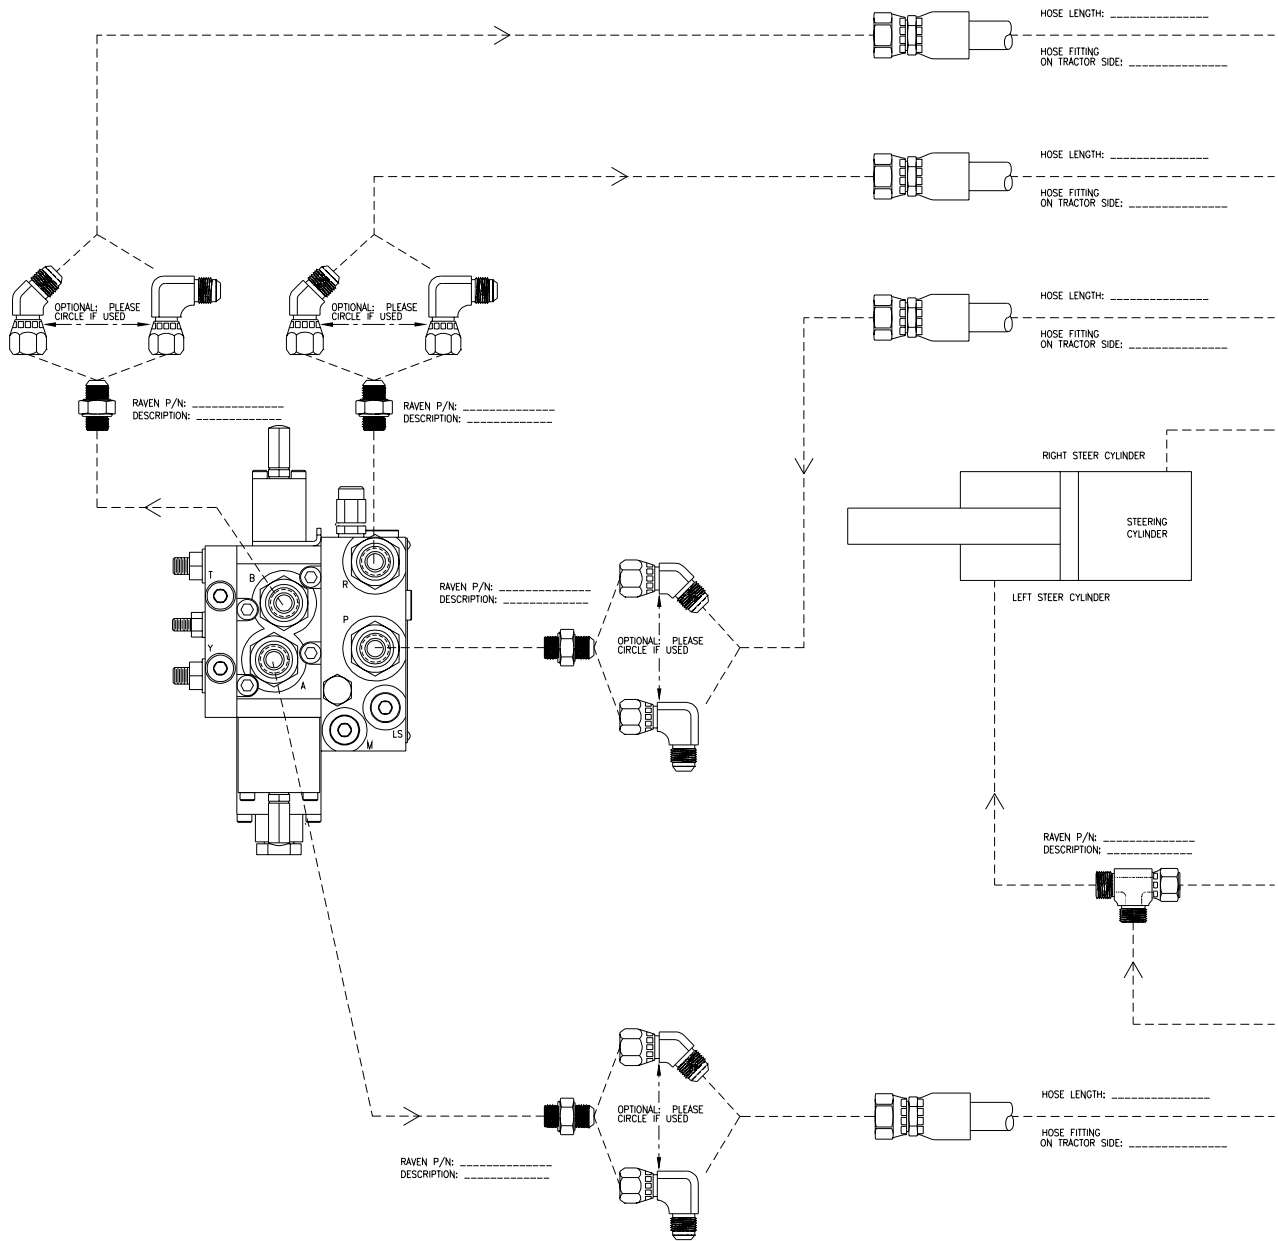 HOSE LENGTH: _______________
HOSE FITTING
ON TRACTOR SIDE: _______________
HOSE LENGTH: _______________
HOSE FITTING
ON TRACTOR SIDE: _______________
HOSE LENGTH: _______________
HOSE FITTING
ON TRACTOR SIDE: _______________
OPTIONAL: PLEASE
CIRCLE IF USED
OPTIONAL: PLEASE
CIRCLE IF USED
RAVEN P/N: _______________
DESCRIPTION: _______________
RAVEN P/N: _______________
DESCRIPTION: _______________
RIGHT STEER CYLINDER
STEERING
CYLINDER
LEFT STEER CYLINDER
T
B
R
P
Y
A
LS
M
RAVEN P/N: _______________
DESCRIPTION: _______________
OPTIONAL: PLEASE
CIRCLE IF USED
RAVEN P/N: _______________
DESCRIPTION: _______________
OPTIONAL: PLEASE
CIRCLE IF USED
RAVEN P/N: _______________
DESCRIPTION: _______________
HOSE LENGTH: _______________
HOSE FITTING
ON TRACTOR SIDE: _______________